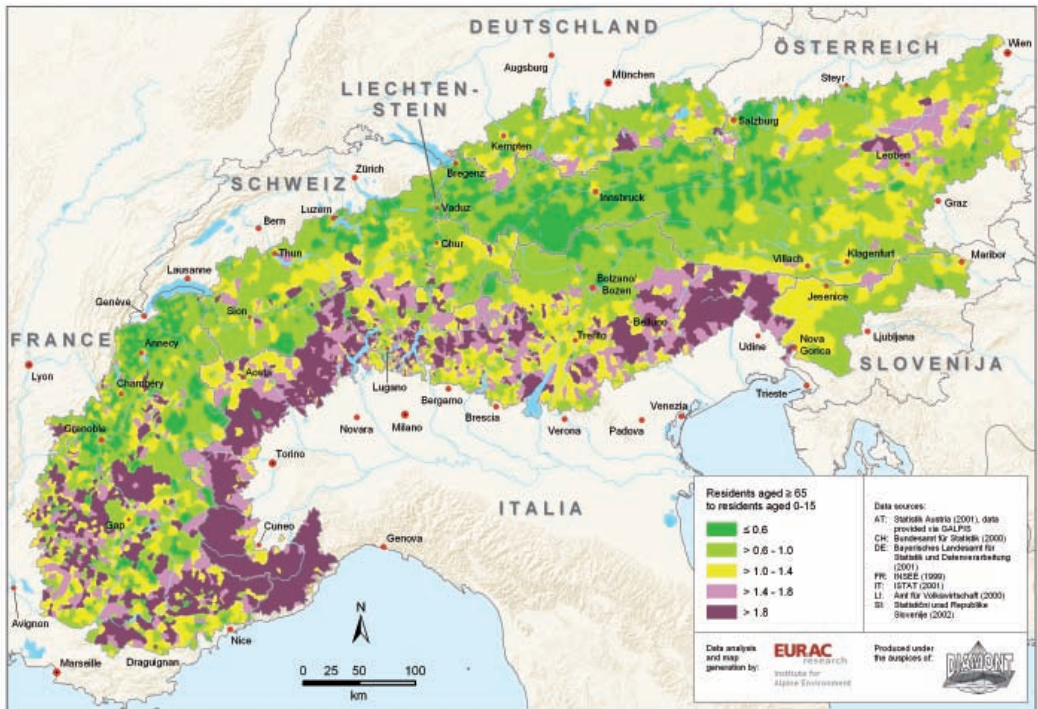 DEUTSCHLAND
ÖSTERREICH
Wien
Augsburg
München
Steyr
LIECHTEN-
STEIN
Salzburg
Kempten
Leoben
Zürich
Bregenz
SCHWEIZ
Innsbruck
Luzern
Vaduz
Graz
Bern
Chur
Thun
Villach
Klagenfurt
Maribor
Lausanne
Bolzano/
Bozen
Jesenice
Genéve
Sion
FRANCE
Belluno
Trento
Ljubljana
Annecy
Udine
Nova
Gorica
Lyon
Aosta
SLOVENIJA
Chambéry
Lugano
Bergamo
Trieste
Brescia
Venezia
Novara
Milano
Verona
Padova
Grenoble
Torino
ITALIA
Gap
Cuneo
Genova
Avignon
Nice
Marseille
Draguignan
N
0 20 40 60 80 100
km
Residents aged ≥ 65
to residents aged 0-15
≤ 0.6
> 0.6 - 1.0
> 1.0 - 1.4
> 1.4 - 1.8
> 1.8
Data sources:
AT: Statistik Austria (2001), data
provided via GALPIS
CH: Bundesamt für Statistik (2000)
DE: Bayerisches Landesamt für
Statistik und Datenverarbeitung
(2001)
FR: INSEE (1999)
IT: ISTAT (2001)
LI: Amt für Volkswirtschaft (2000)
SI: Statistični urad Republike
Slovenije (2002)
Data analysis
and map
generation by:
EURAC
research
Institute for
Alpine Environment
Produced under
the auspices of:
DIAMONT